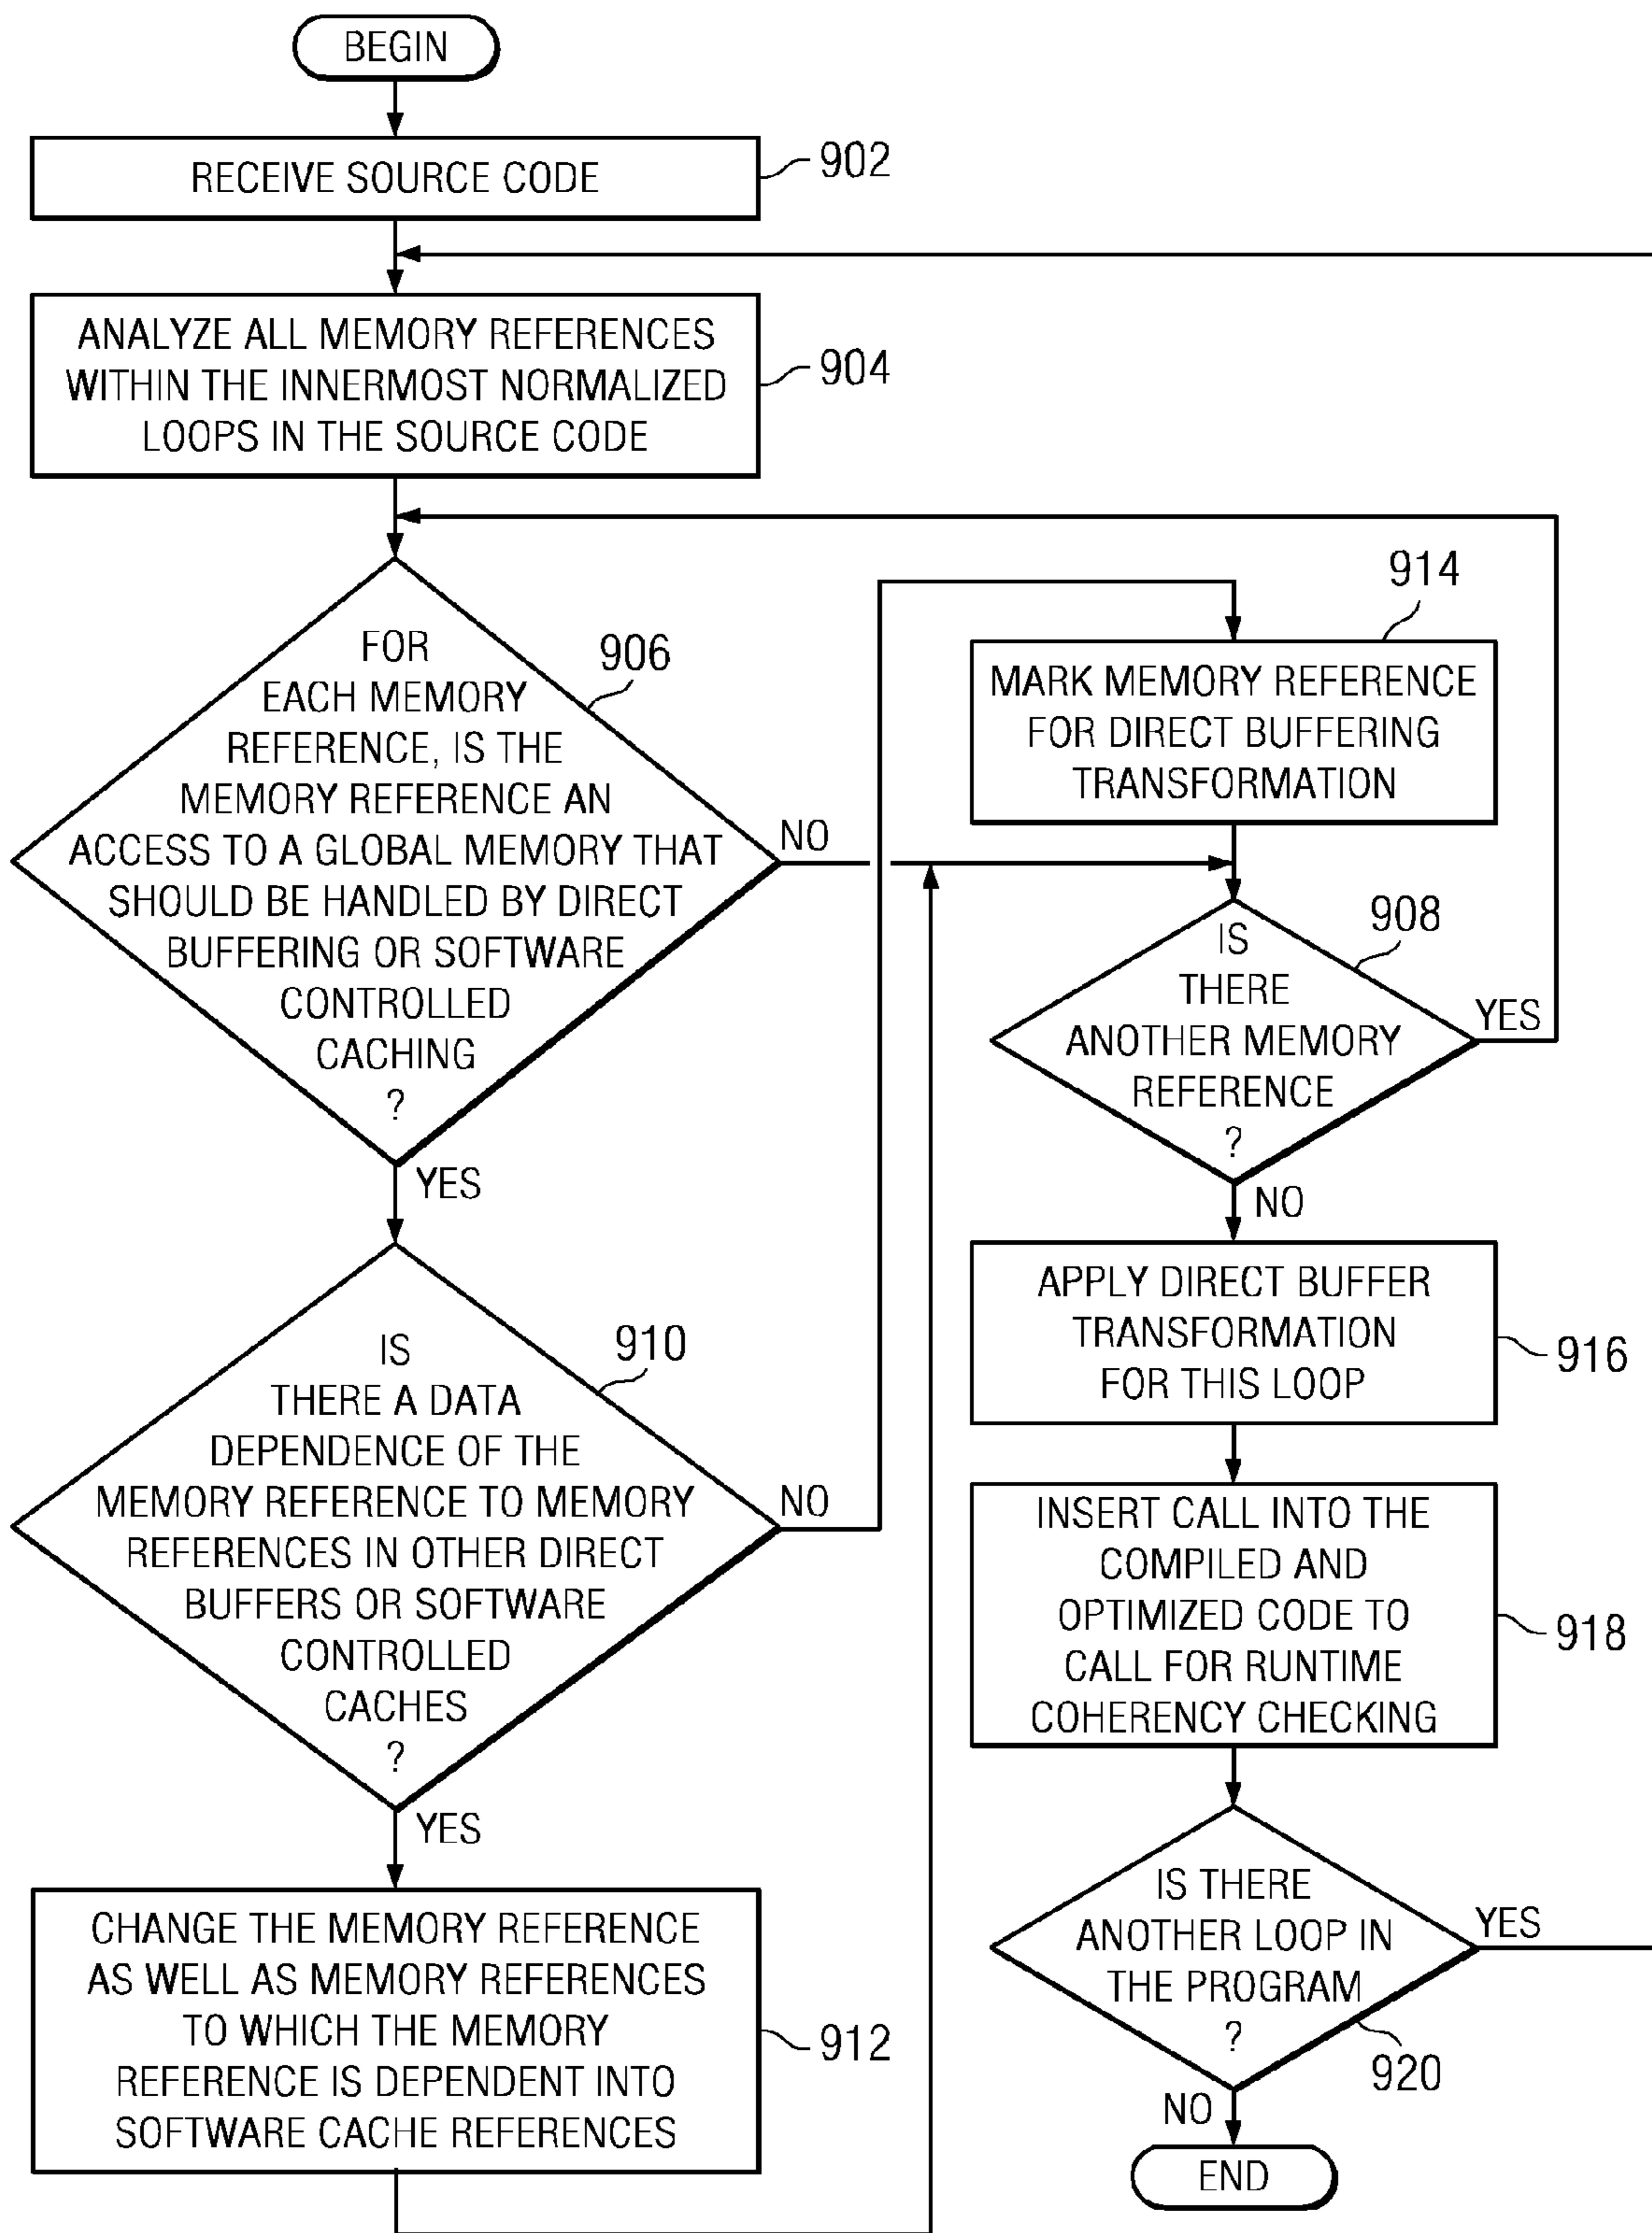 BEGIN
RECEIVE SOURCE CODE
902
ANALYZE ALL MEMORY REFERENCES
WITHIN THE INNERMOST NORMALIZED
LOOPS IN THE SOURCE CODE
904
FOR
EACH MEMORY
REFERENCE, IS THE
MEMORY REFERENCE AN
ACCESS TO A GLOBAL MEMORY THAT
SHOULD BE HANDLED BY DIRECT
BUFFERING OR SOFTWARE
CONTROLLED
CACHING
?
906
NO
YES
IS
THERE A DATA
DEPENDENCE OF THE
MEMORY REFERENCE TO MEMORY
REFERENCES IN OTHER DIRECT
BUFFERS OR SOFTWARE
CONTROLLED
CACHES
?
910
NO
YES
CHANGE THE MEMORY REFERENCE
AS WELL AS MEMORY REFERENCES
TO WHICH THE MEMORY
REFERENCE IS DEPENDENT INTO
SOFTWARE CACHE REFERENCES
912
914
MARK MEMORY REFERENCE
FOR DIRECT BUFFERING
TRANSFORMATION
908
IS
THERE
ANOTHER MEMORY
REFERENCE
?
YES
NO
APPLY DIRECT BUFFER
TRANSFORMATION
FOR THIS LOOP
916
INSERT CALL INTO THE
COMPILED AND
OPTIMIZED CODE TO
CALL FOR RUNTIME
COHERENCY CHECKING
918
IS THERE
ANOTHER LOOP IN
THE PROGRAM
?
YES
920
NO
END